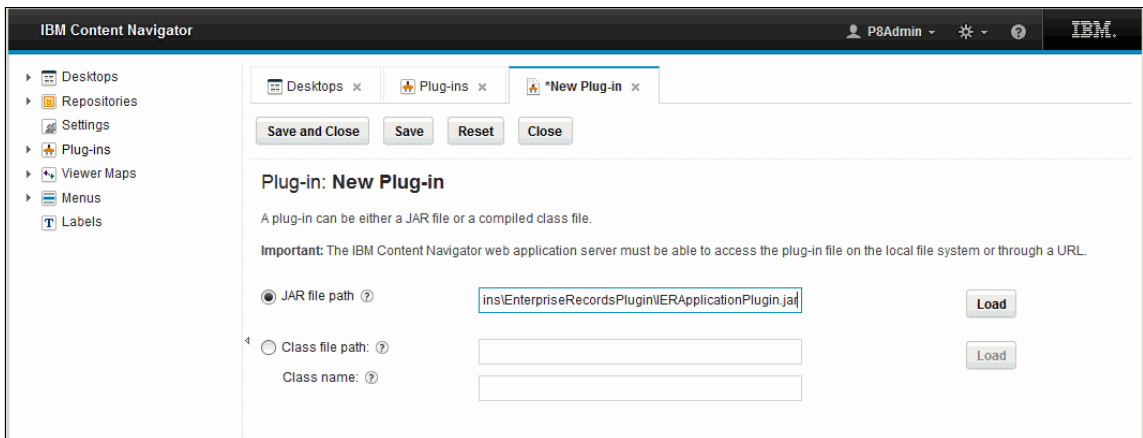 IBM Content Navigator
P8Admin
IBM.
Desktops
Repositories
Settings
Plug-ins
Viewer Maps
Menus
Labels
Desktops x Plug-ins x *New Plug-in x
Save and Close Save Reset Close
Plug-in: New Plug-in
A plug-in can be either a JAR file or a compiled class file.
Important: The IBM Content Navigator web application server must be able to access the plug-in file on the local file system or through a URL.
JAR file path ? ins\EnterpriseRecordsPlugin\IERApplicationPlugin.jar Load
Class file path: ? Load
Class name: ?